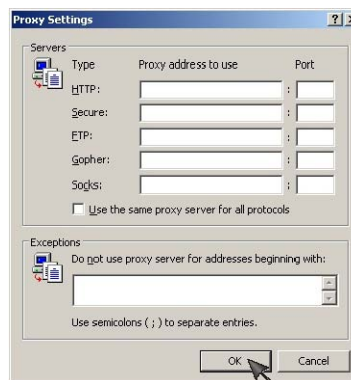 Proxy Settings
Servers
Type Proxy address to use Port
HTTP: :
Secure: :
FTP: :
Gopher: :
Socks: :
Use the same proxy server for all protocols
Exceptions
Do not use proxy server for addresses beginning with:
Use semicolons ( ; ) to separate entries.
OK Cancel